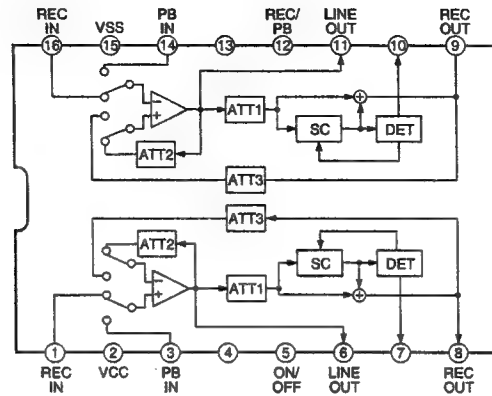 REC IN VSS PB IN REC/ PB LINE OUT REC OUT
16 15 14 13 12 11 10 9
− + ATT1 + SC DET
ATT2
ATT3
ATT3
ATT2
− + ATT1 SC DET +
1 2 3 4 5 6 7 8
REC IN VCC PB IN ON/ OFF LINE OUT REC OUT